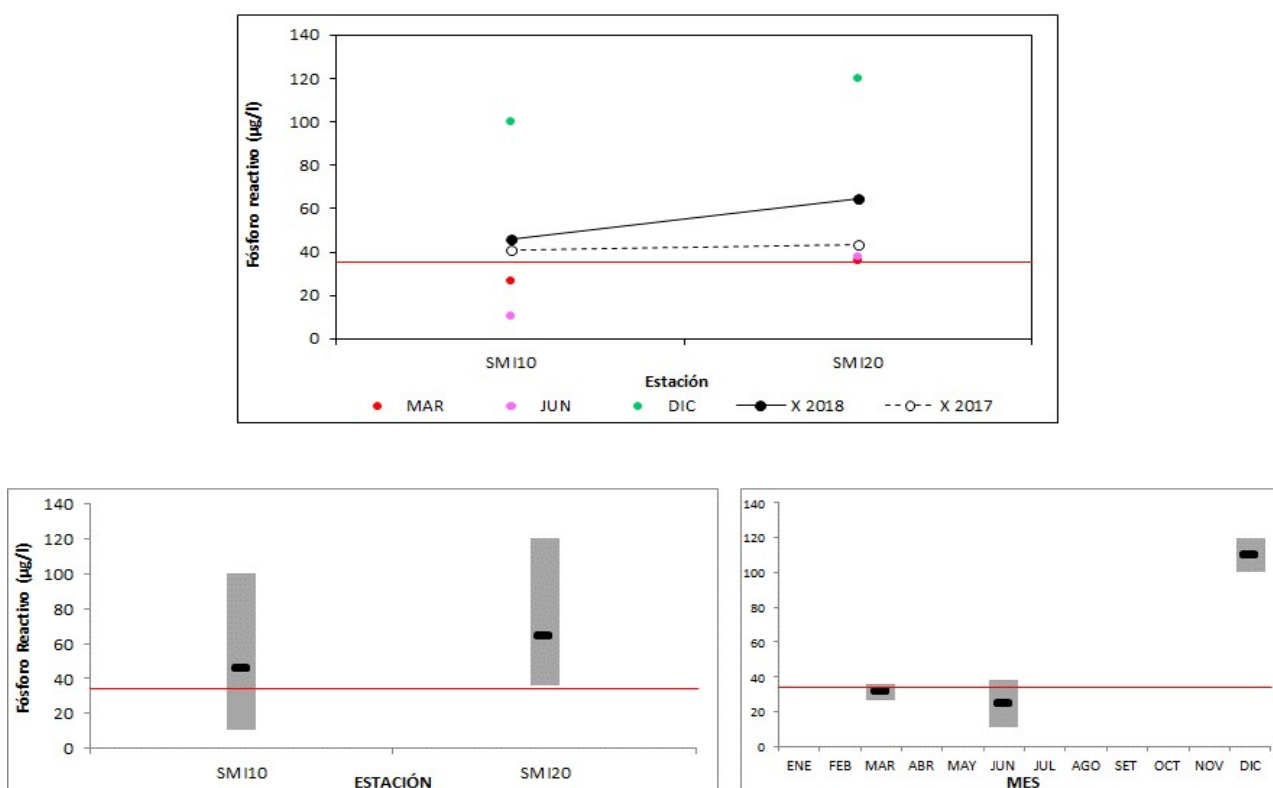 140
120
100
80
60
40
20
0
Fósforo reactivo (µg/l)
SMI10 SMI20
Estación
MAR JUN DIC X 2018 X 2017
140
120
100
80
60
40
20
0
Fósforo Reactivo (µg/l)
SMI10 SMI20
ESTACIÓN
140
120
100
80
60
40
20
0
ENE FEB MAR ABR MAY JUN JUL AGO SET OCT NOV DIC
MES